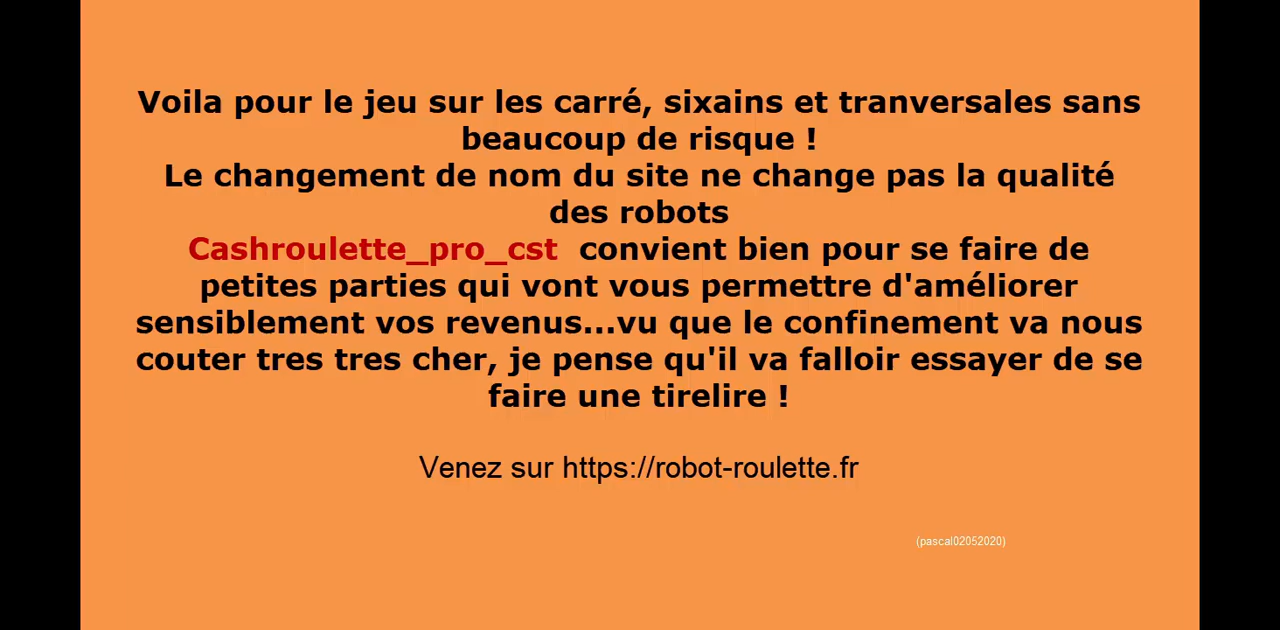 Voila pour le jeu sur les carré, sixains et tranversales sans
beaucoup de risque !
Le changement de nom du site ne change pas la qualité
des robots
Cashroulette_pro_cst convient bien pour se faire de
petites parties qui vont vous permettre d'améliorer
sensiblement vos revenus...vu que le confinement va nous
couter tres tres cher, je pense qu'il va falloir essayer de se
faire une tirelire !
Venez sur https://robot-roulette.fr
(pascal02052020)